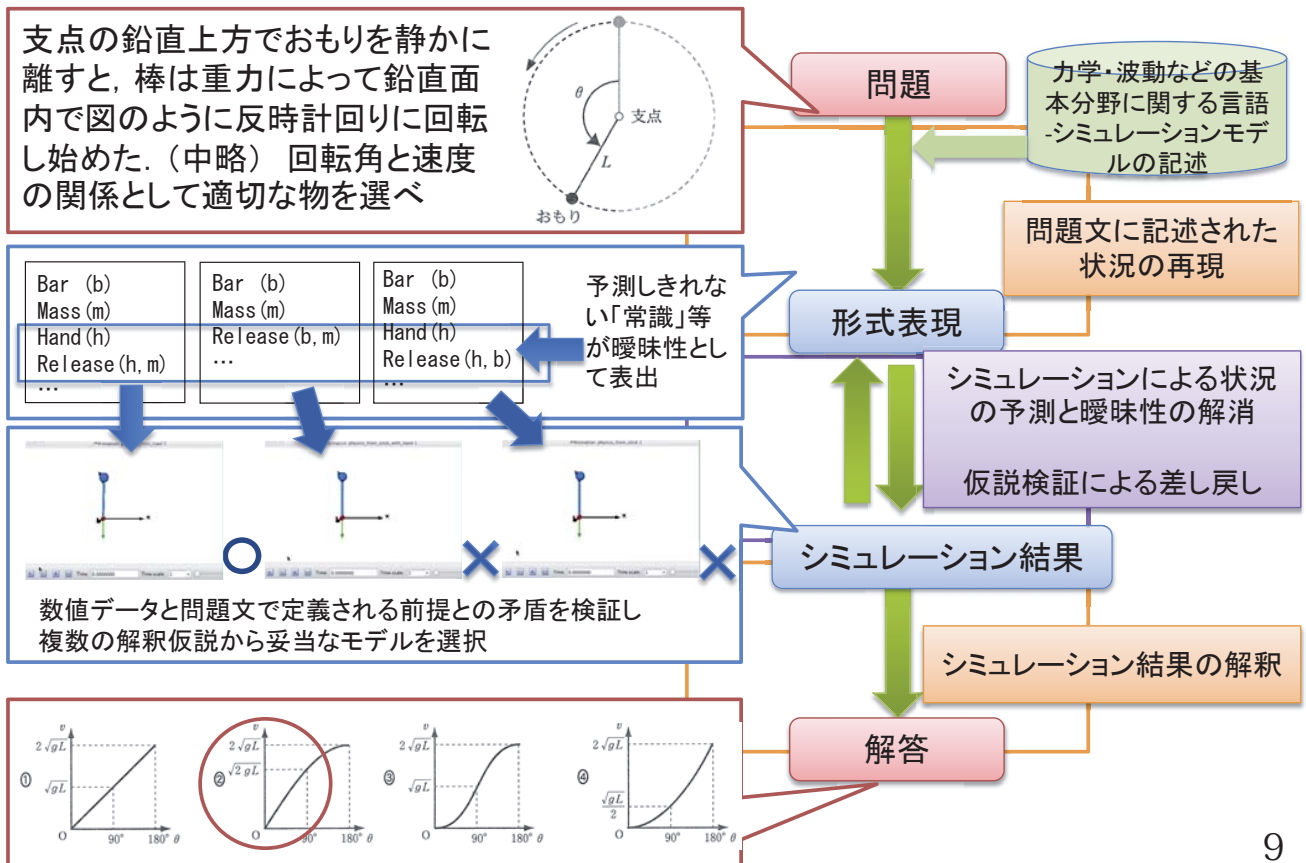 支点の鉛直上方でおもりを静かに
離すと, 棒は重力によって鉛直面
内で図のように反時計回りに回転
し始めた. (中略) 回転角と速度
の関係として適切な物を選べ
θ
支点
L
おもり
問題
力学・波動などの基
本分野に関する言語
-シミュレーションモデ
ルの記述
問題文に記述された
状況の再現
Bar (b)
Mass(m)
Hand(h)
Release(h,m)
…
Bar (b)
Mass(m)
Release(b,m)
…
Bar (b)
Mass(m)
Hand(h)
Release(h,b)
…
予測しきれな
い「常識」等
が曖昧性とし
て表出
形式表現
シミュレーションによる状況
の予測と曖昧性の解消
仮説検証による差し戻し
シミュレーション結果
数値データと問題文で定義される前提との矛盾を検証し
複数の解釈仮説から妥当なモデルを選択
シミュレーション結果の解釈
解答
①
v
2√gL
√gL
O
90°
180° θ
②
v
2√gL
√2gL
O
90°
180° θ
③
v
2√gL
√gL
O
90°
180° θ
④
v
2√gL
√gL
2
O
90°
180° θ
9